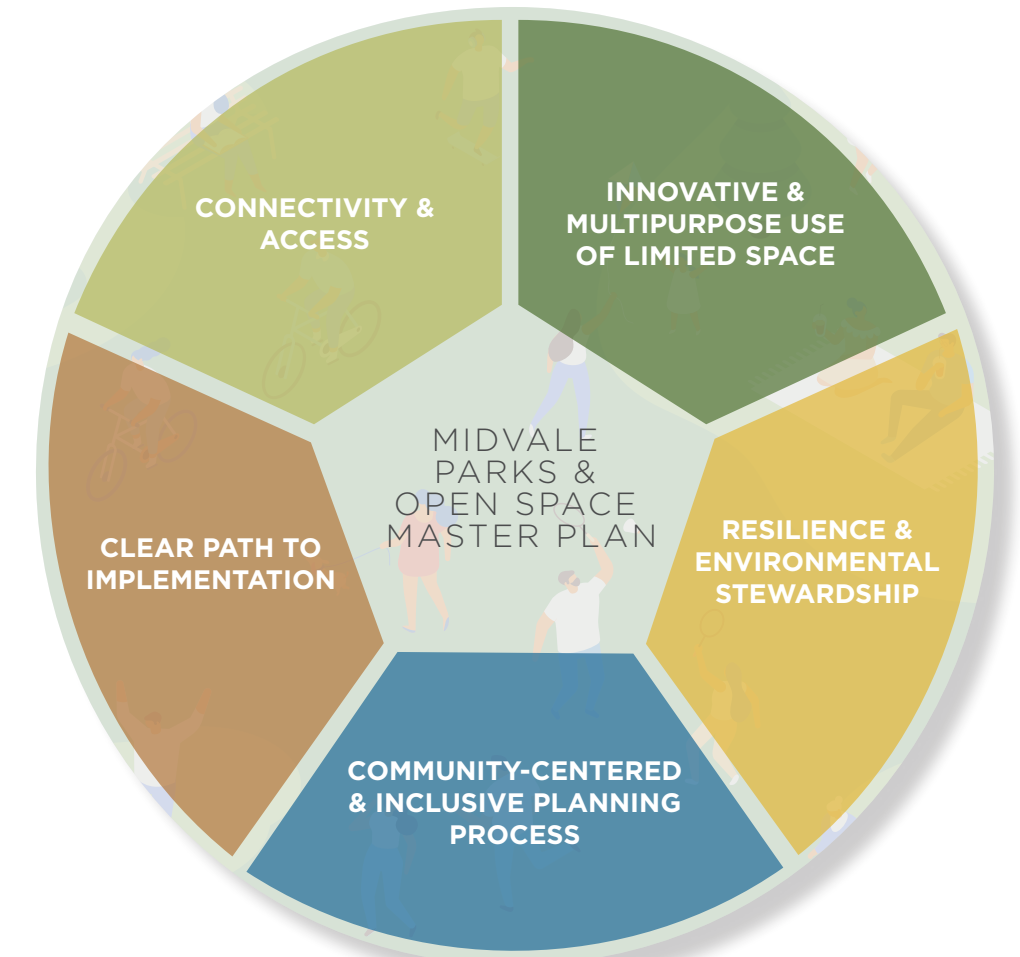 CONNECTIVITY &
ACCESS
INNOVATIVE &
MULTIPURPOSE USE
OF LIMITED SPACE
MIDVALE
PARKS &
OPEN SPACE
MASTER PLAN
CLEAR PATH TO
IMPLEMENTATION
RESILIENCE &
ENVIRONMENTAL
STEWARDSHIP
COMMUNITY-CENTERED
& INCLUSIVE PLANNING
PROCESS